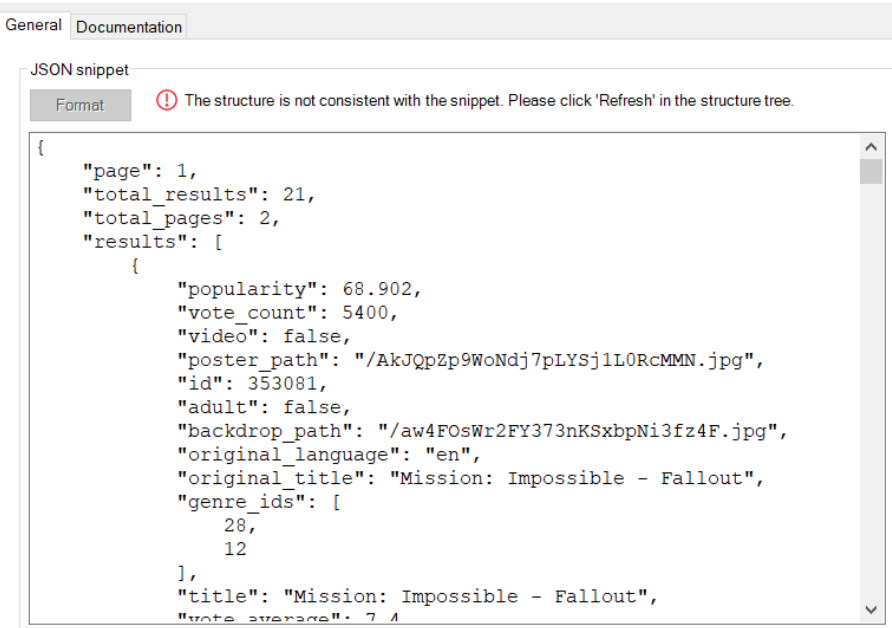 General Documentation
JSON snippet
Format The structure is not consistent with the snippet. Please click 'Refresh' in the structure tree.
{
    "page": 1,
    "total_results": 21,
    "total_pages": 2,
    "results": [
        {
            "popularity": 68.902,
            "vote_count": 5400,
            "video": false,
            "poster_path": "/AkJQpZp9WoNdj7pLYSj1L0RcMMN.jpg",
            "id": 353081,
            "adult": false,
            "backdrop_path": "/aw4FOsWr2FY373nKSxbpNi3fz4F.jpg",
            "original_language": "en",
            "original_title": "Mission: Impossible - Fallout",
            "genre_ids": [
                28,
                12
            ],
            "title": "Mission: Impossible - Fallout",
            "vote_average": 7.4